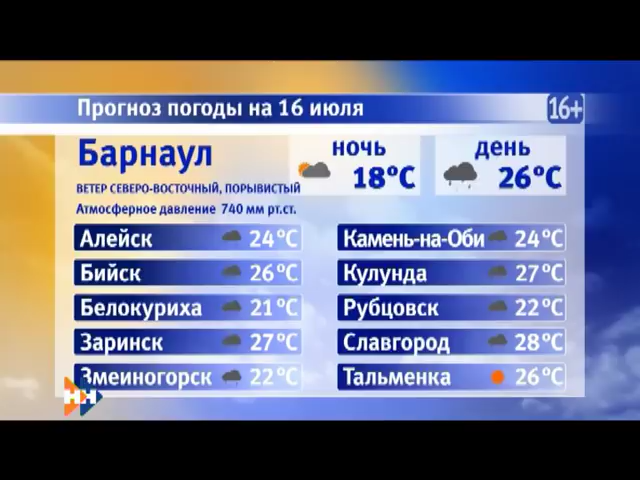 Прогноз погоды на 16 июля
16+
Барнаул
ночь
18°C
день
26°C
ВЕТЕР СЕВЕРО-ВОСТОЧНЫЙ, ПОРЫВИСТЫЙ
Атмосферное давление 740 мм рт.ст.
Алейск 24°C
Бийск 26°C
Белокуриха 21°C
Заринск 27°C
Змеиногорск 22°C
Камень-на-Оби 24°C
Кулунда 27°C
Рубцовск 22°C
Славгород 28°C
Тальменка 26°C
НН